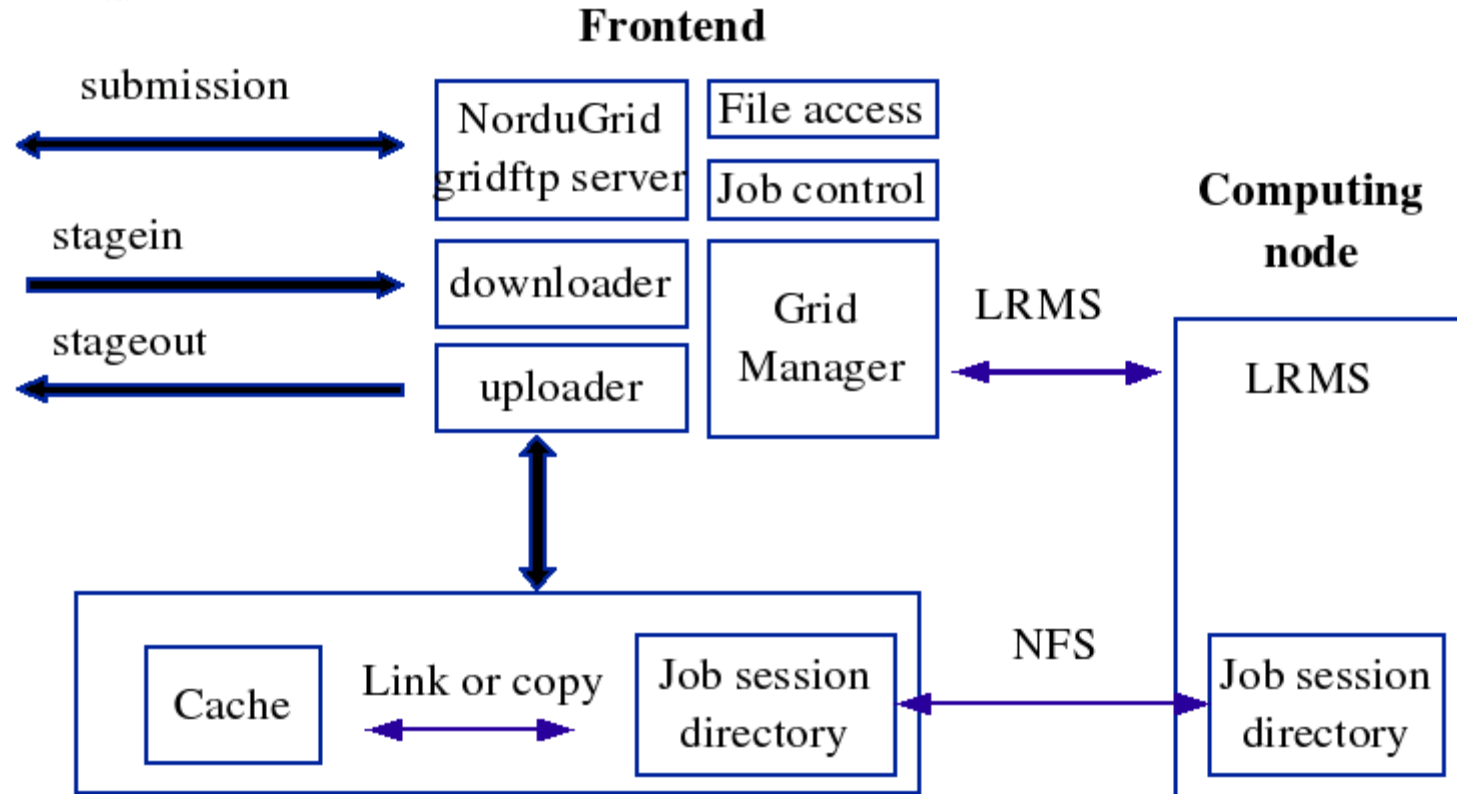 Frontend
submission
NorduGrid
gridftp server
File access
Job control
stagein
downloader
stageout
uploader
Grid
Manager
LRMS
Computing
node
LRMS
Cache
Link or copy
Job session
directory
NFS
Job session
directory